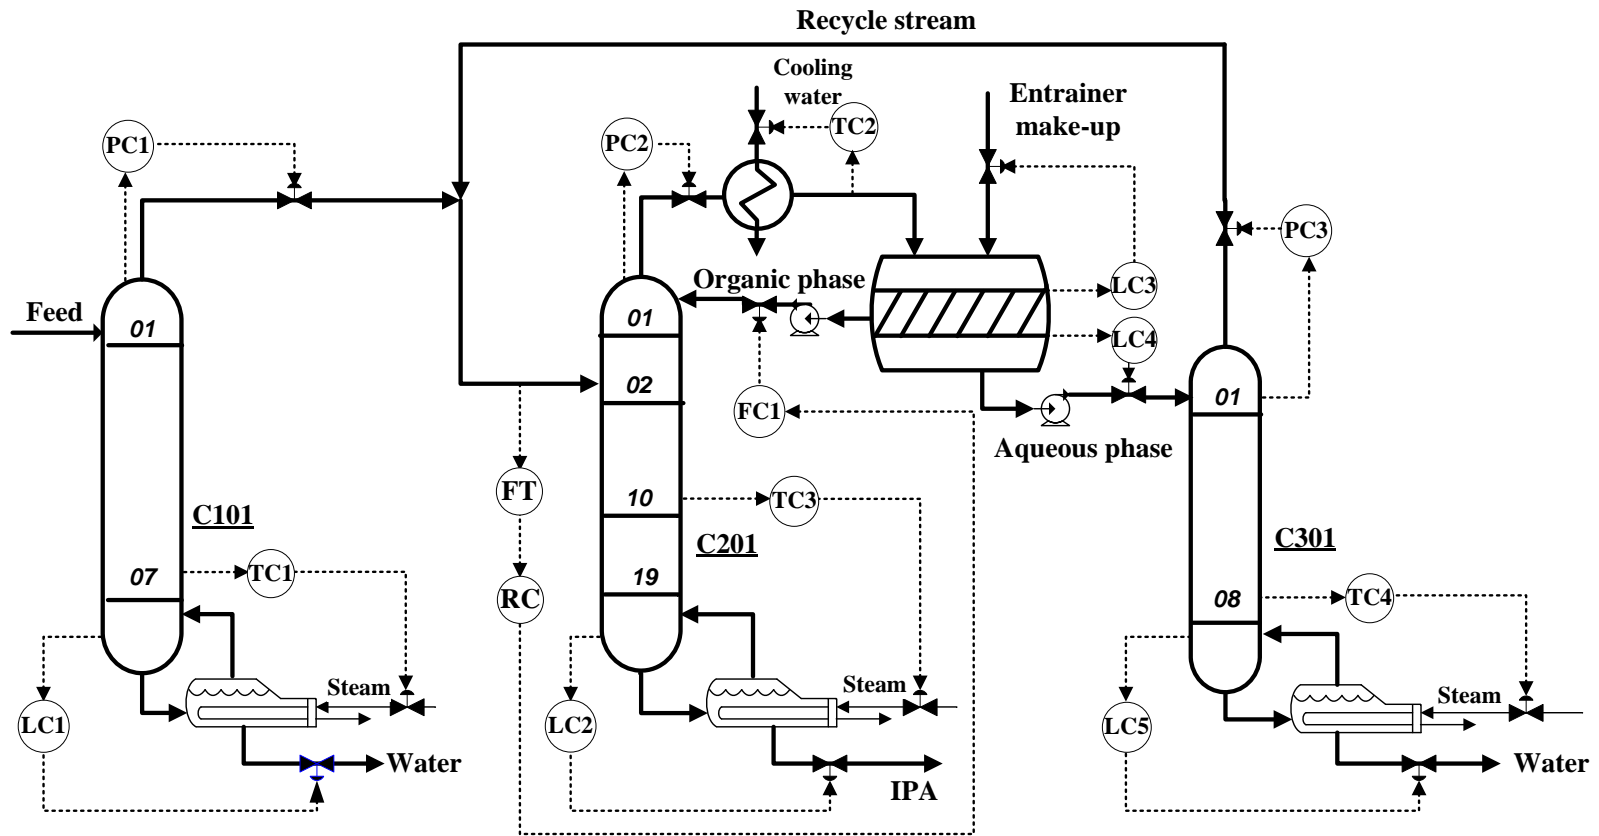 Recycle stream
Cooling
water
Entrainer
make-up
PC1
PC2
TC2
PC3
LC3
Organic phase
Feed
01
01
LC4
02
FC1
01
Aqueous phase
FT
10
TC3
C101
C201
C301
07
TC1
19
RC
08
TC4
Steam
Steam
Steam
LC1
LC2
LC5
Water
IPA
Water